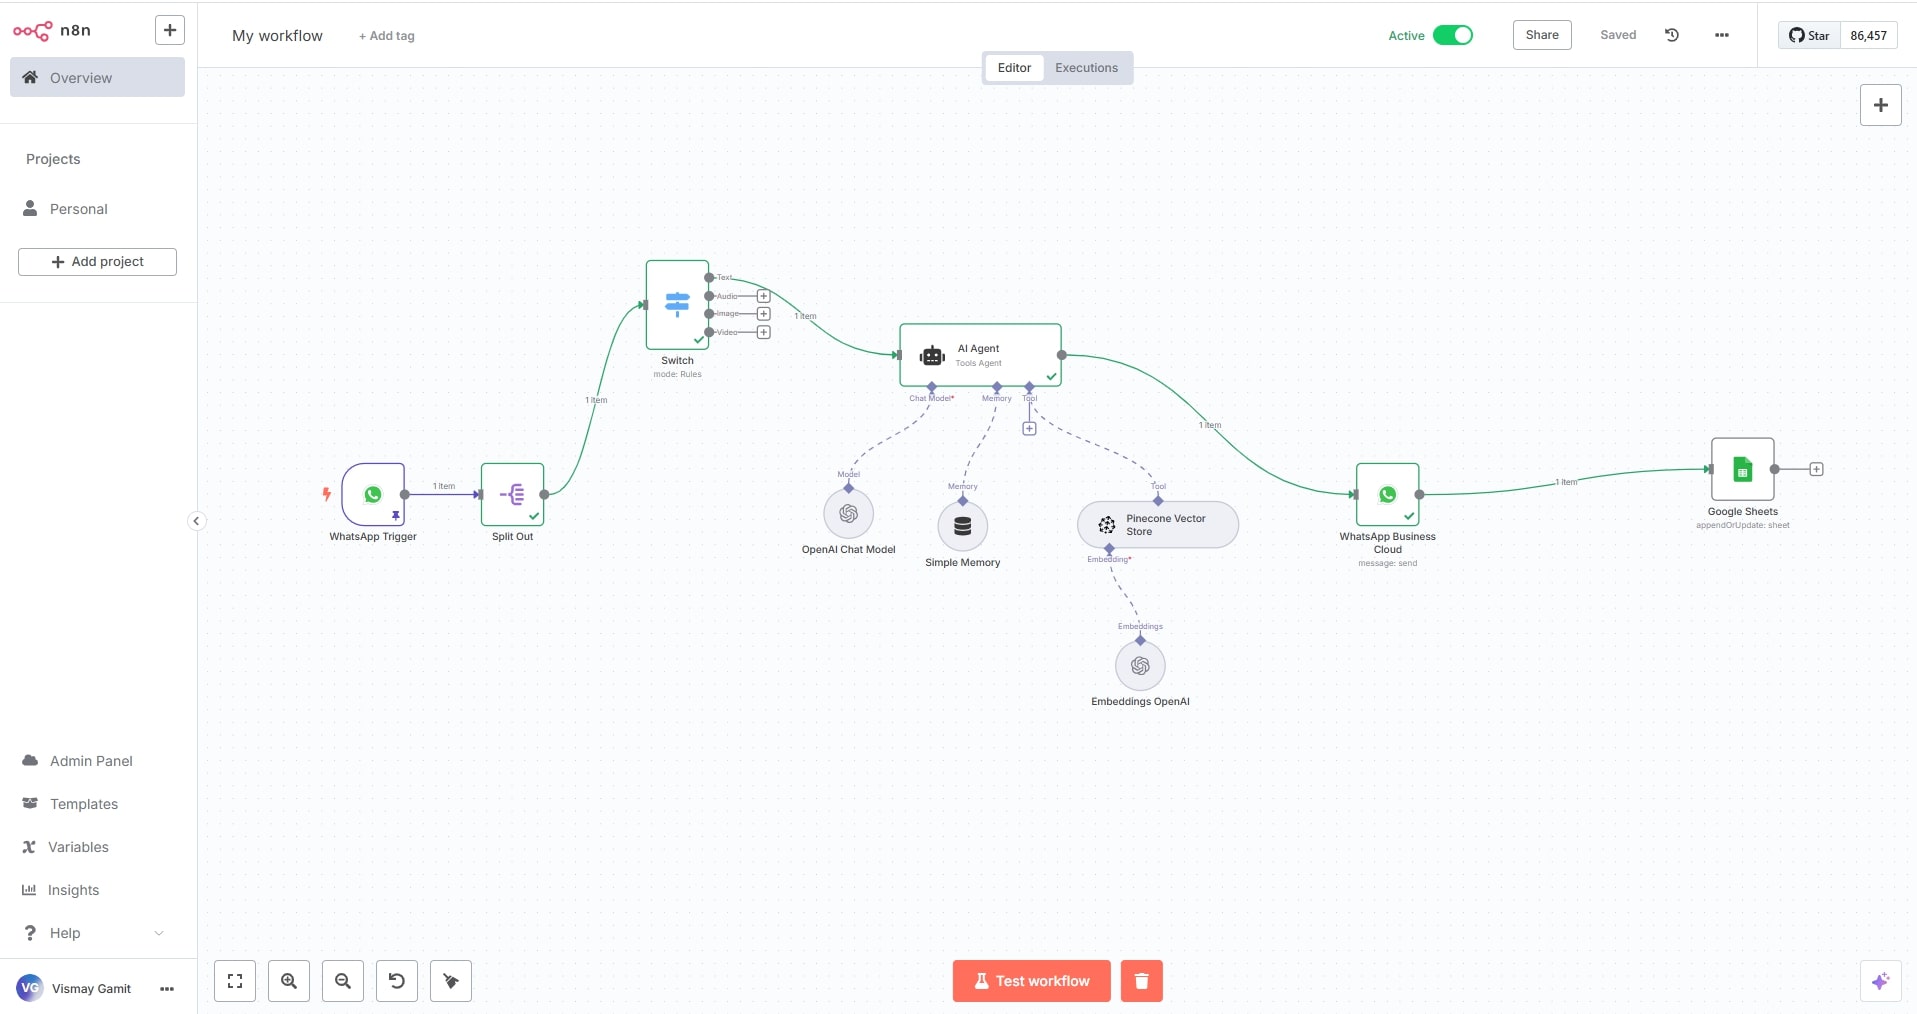 n8n
My workflow
+ Add tag
Active
Share
Saved
Star
86,457
Overview
Editor
Executions
Projects
Personal
Add project
Text
Audio
Image
Video
Switch
mode: Rules
1 item
1 item
AI Agent
Tools Agent
Chat Model*
Memory
Tool
1 item
1 item
WhatsApp Trigger
Split Out
1 item
Model
OpenAI Chat Model
Memory
Simple Memory
Tool
Pinecone Vector
Store
Embedding*
Embeddings
Embeddings OpenAI
WhatsApp Business
Cloud
message: send
1 item
Google Sheets
appendOrUpdate: sheet
Admin Panel
Templates
Variables
Insights
Help
VG
Vismay Gamit
Test workflow